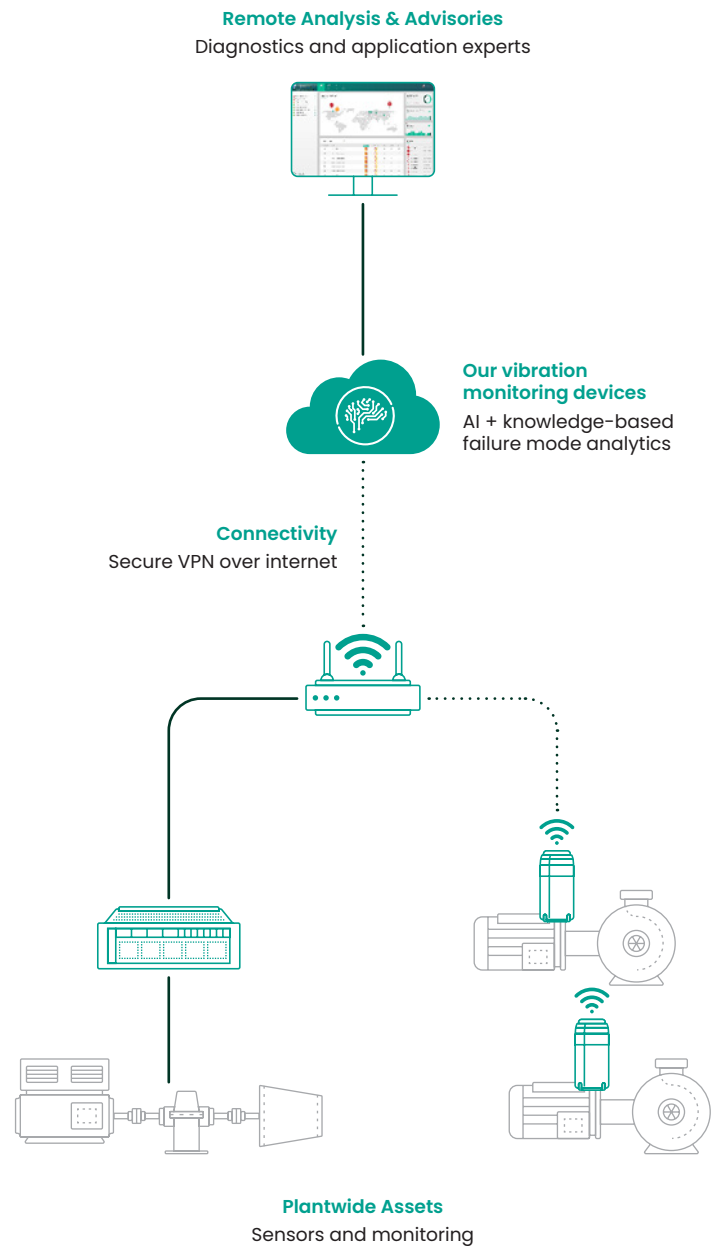 Remote Analysis & Advisories
Diagnostics and application experts
Our vibration
monitoring devices
AI + knowledge-based
failure mode analytics
Connectivity
Secure VPN over internet
Plantwide Assets
Sensors and monitoring